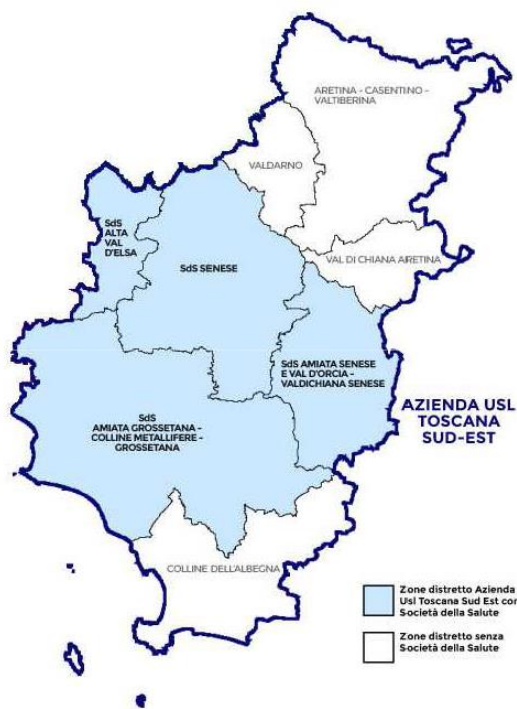 ARETINA - CASENTINO -
VALTIBERINA
VALDARNO
SdS
ALTA
VAL
D'ELSA
VAL DI CHIANA AIRETINA
SdS SENESE
SdS AMIATA SENESE
E VAL D'ORCIA -
VALDICHIANA SENESE
AZIENDA USL
TOSCANA
SUD-EST
SdS
AMIATA GROSSETANA -
COLLINE METALLIFERE -
GROSSETANA
COLLINE DELL'ALBEGNA
Zone distretto Azienda
Usl Toscana Sud Est con
Società della Salute
Zone distretto senza
Società della Salute